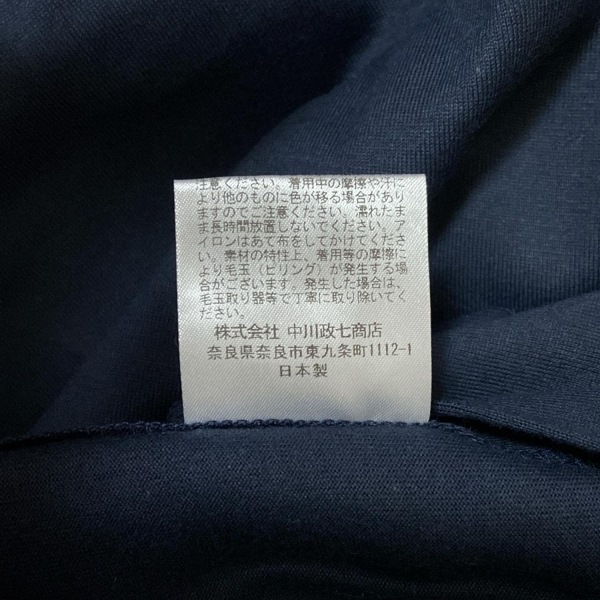 注意ください。着用中の摩擦や汗に
より他のものに色が移る場合があり
ますのでご注意ください。濡れたま
ま長時間放置しないでください。ア
イロンはあて布をしてかけてくださ
い。素材の特性上、着用等の摩擦に
より毛玉（ピリング）が発生する場
合がございます。発生した場合は、
毛玉取り器等で丁寧に取り除いてく
ださい。
株式会社 中川政七商店
奈良県奈良市東九条町1112-1
日本製